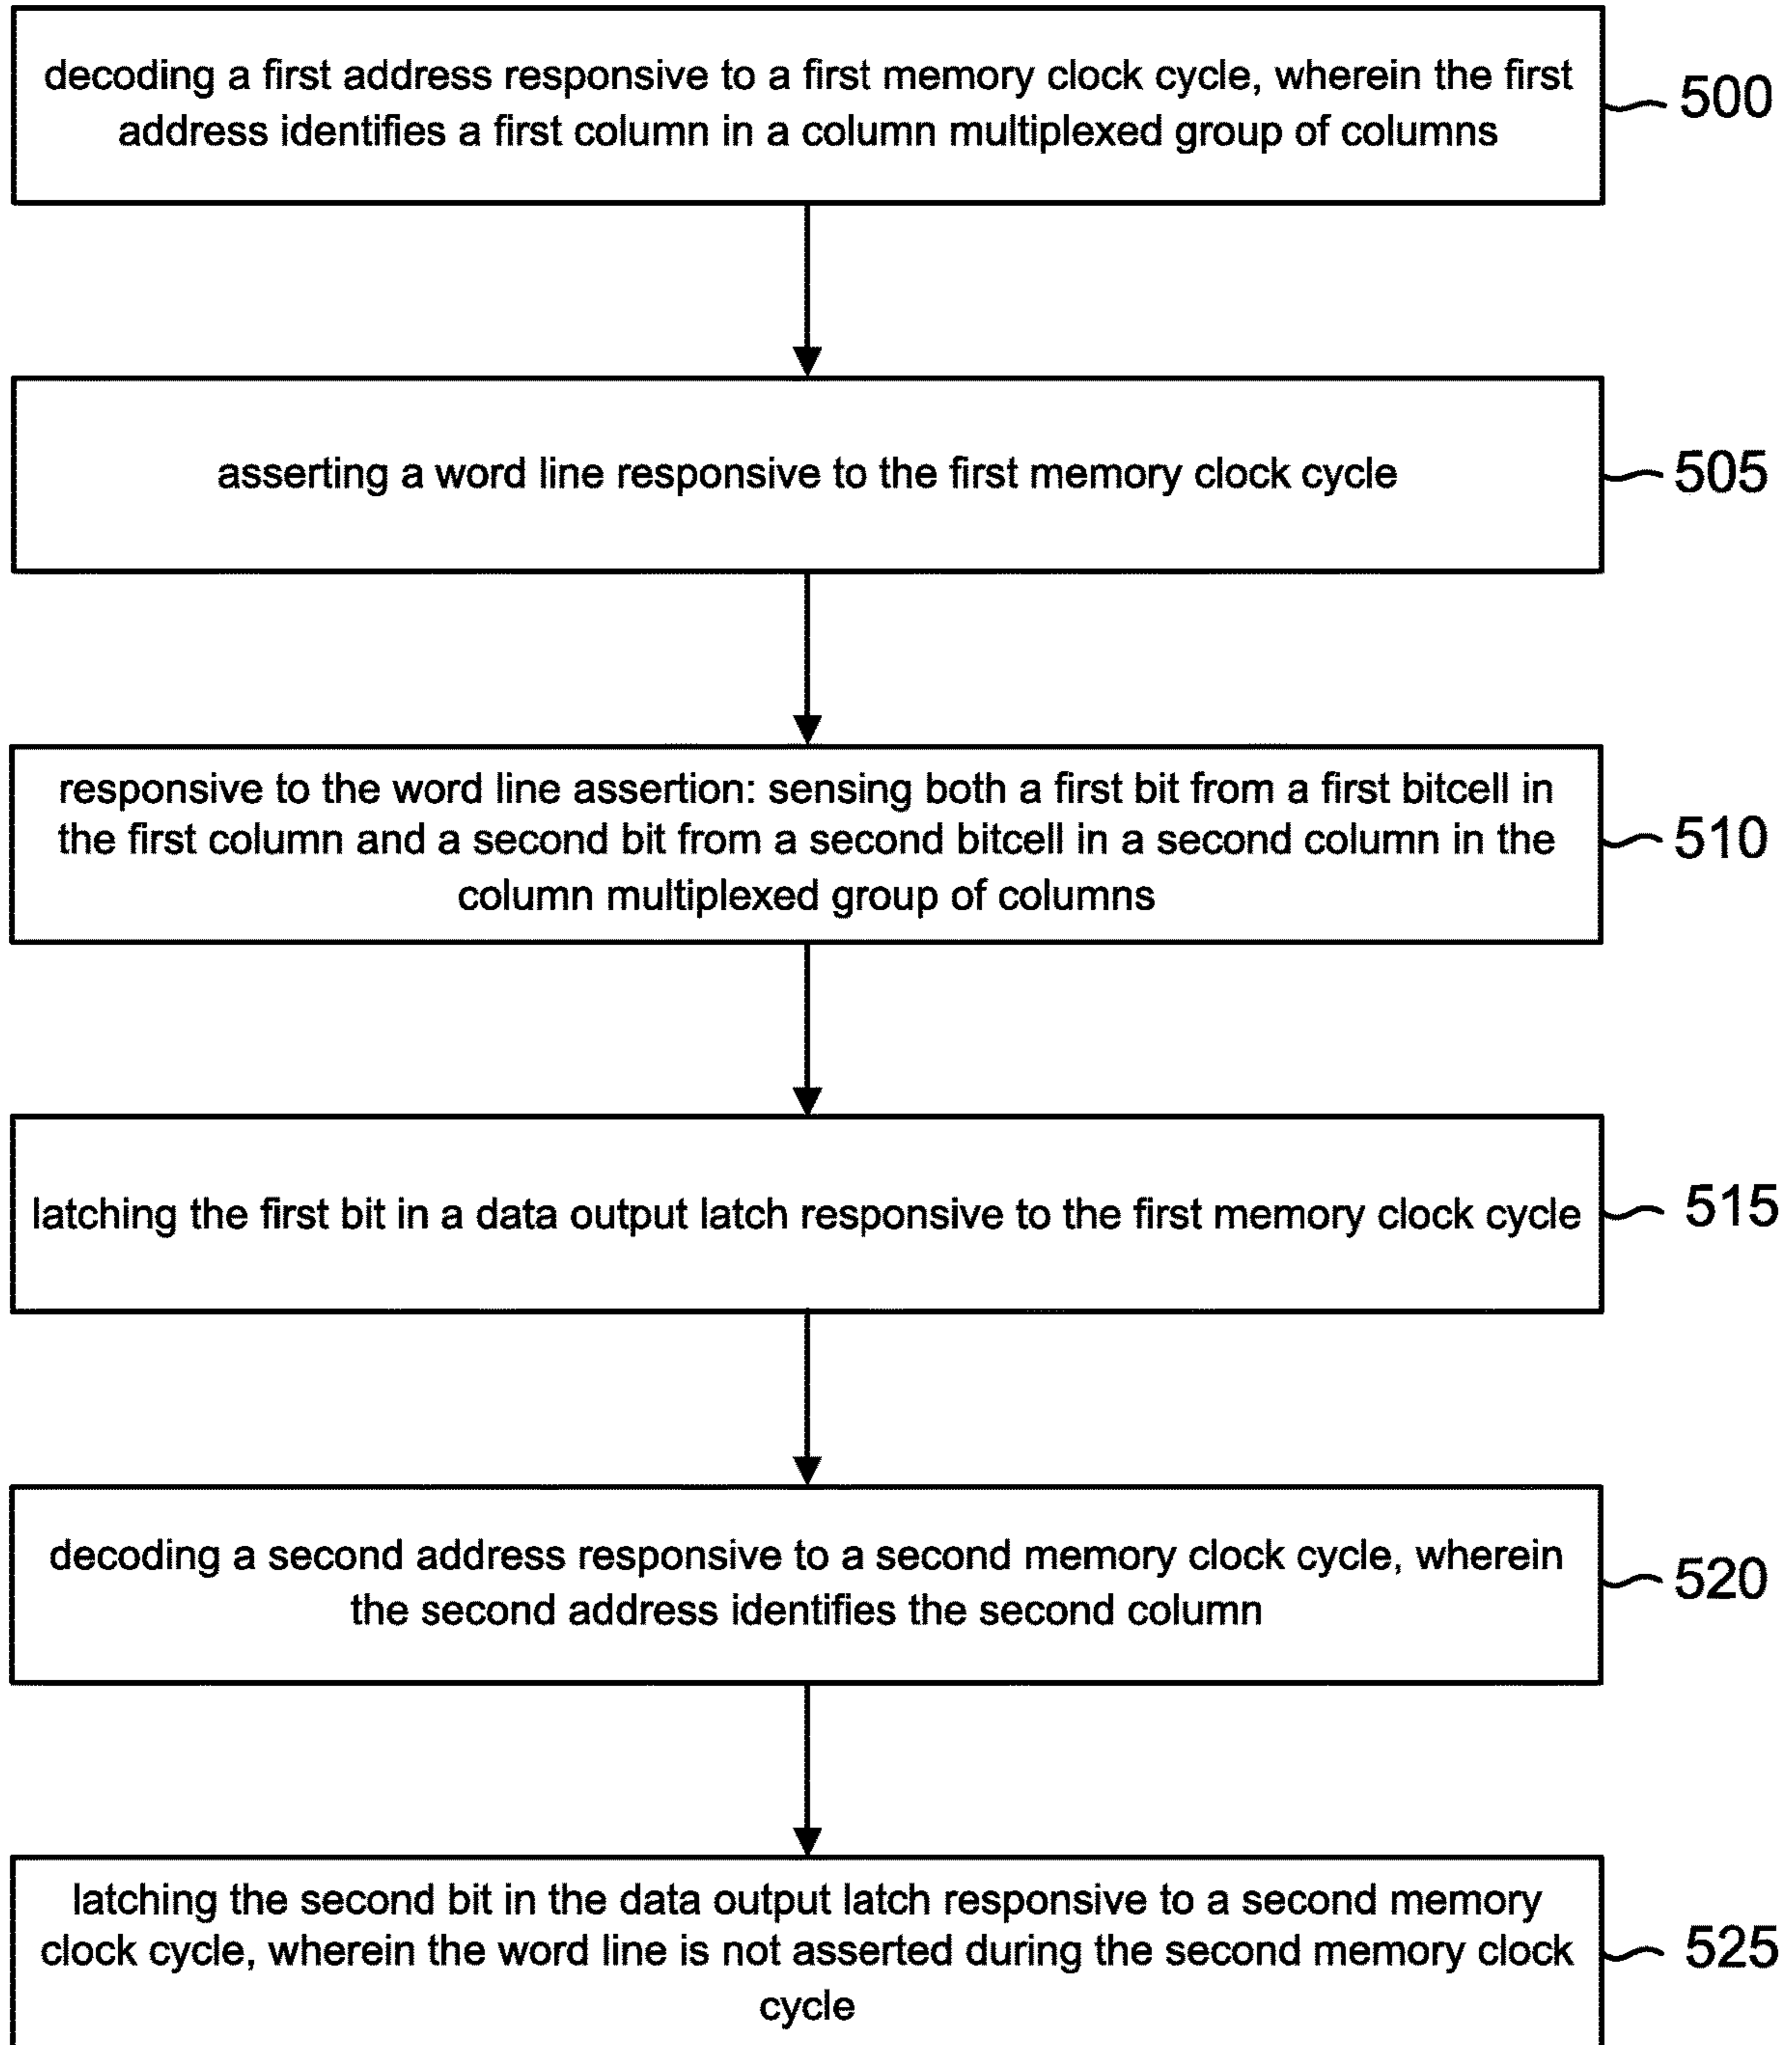 decoding a first address responsive to a first memory clock cycle, wherein the first
address identifies a first column in a column multiplexed group of columns
500
asserting a word line responsive to the first memory clock cycle
505
responsive to the word line assertion: sensing both a first bit from a first bitcell in
the first column and a second bit from a second bitcell in a second column in the
column multiplexed group of columns
510
latching the first bit in a data output latch responsive to the first memory clock cycle
515
decoding a second address responsive to a second memory clock cycle, wherein
the second address identifies the second column
520
latching the second bit in the data output latch responsive to a second memory
clock cycle, wherein the word line is not asserted during the second memory clock
cycle
525